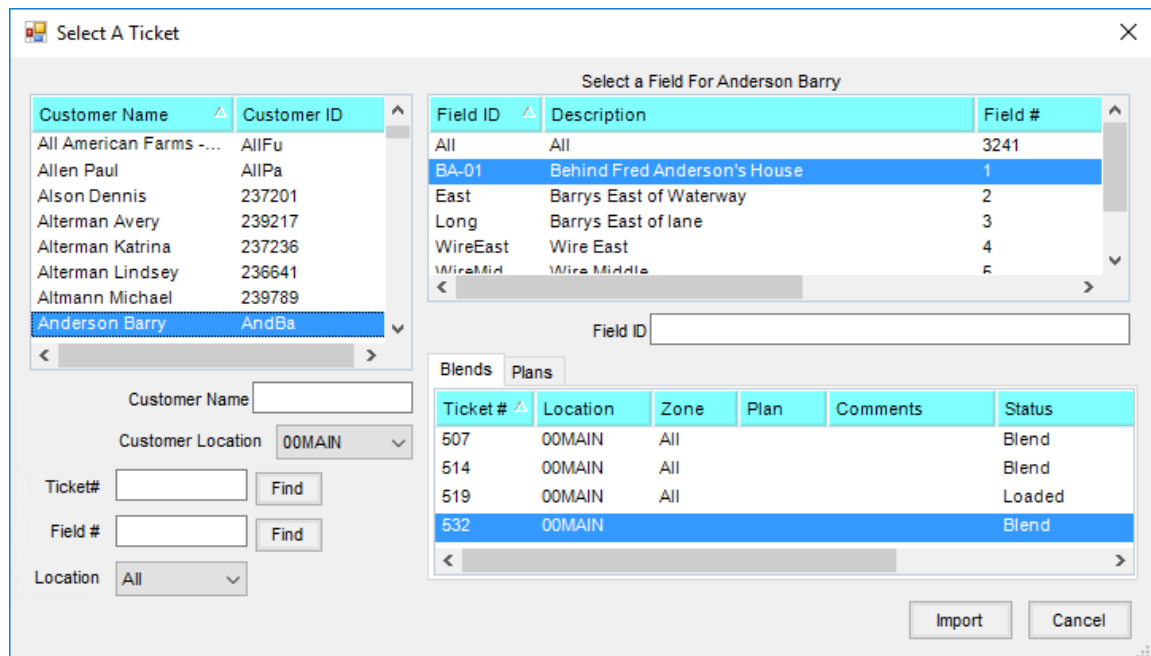 Select A Ticket
Customer Name Customer ID
All American Farms -... AllFu
Allen Paul AllPa
Alson Dennis 237201
Alterman Avery 239217
Alterman Katrina 237236
Alterman Lindsey 236641
Altmann Michael 239789
Anderson Barry AndBa
Customer Name
Customer Location 00MAIN
Ticket# Find
Field # Find
Location All
Select a Field For Anderson Barry
Field ID Description Field #
All All 3241
BA-01 Behind Fred Anderson's House 1
East Barrys East of Waterway 2
Long Barrys East of lane 3
WireEast Wire East 4
WireMid Wire Middle 5
Field ID
Blends Plans
Ticket # Location Zone Plan Comments Status
507 00MAIN All Blend
514 00MAIN All Blend
519 00MAIN All Loaded
532 00MAIN Blend
Import Cancel